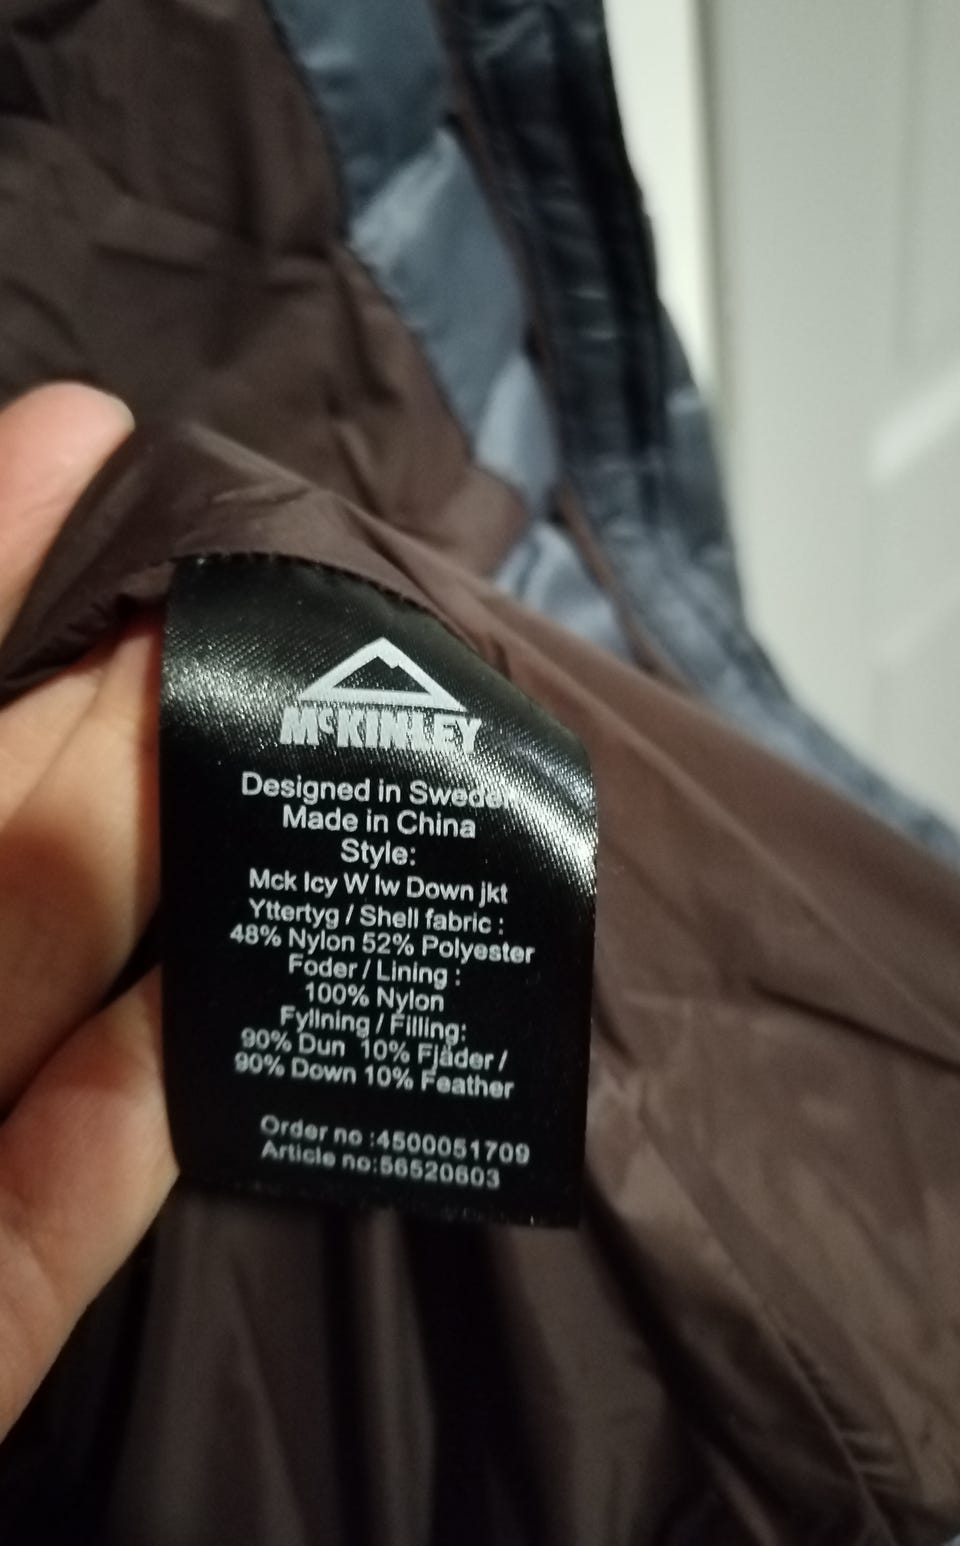 McKINLEY
Designed in Sweden
Made in China
Style:
Mck Icy W lw Down jkt
Yttertyg / Shell fabric :
48% Nylon 52% Polyester
Foder / Lining :
100% Nylon
Fyllning / Filling:
90% Dun 10% Fjäder /
90% Down 10% Feather
Order no :4500051709
Article no:56520603